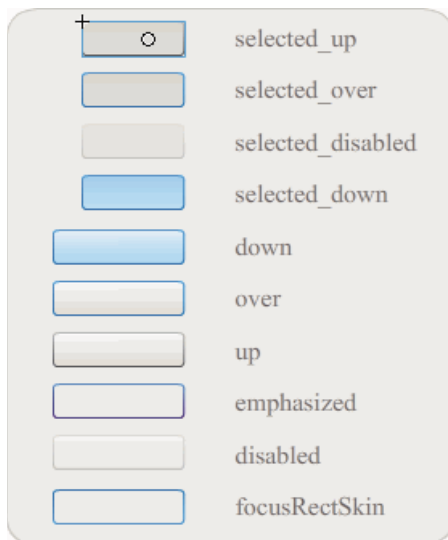 selected_up
selected_over
selected_disabled
selected_down
down
over
up
emphasized
disabled
focusRectSkin